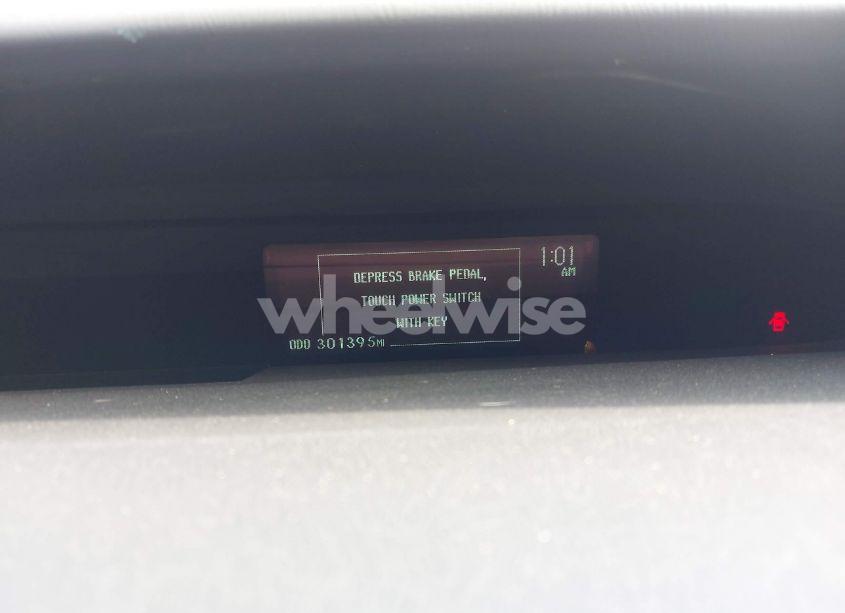 1:01
AM
DEPRESS BRAKE PEDAL,
TOUCH POWER SWITCH
WITH KEY
ODO 301395MI
wheelwise